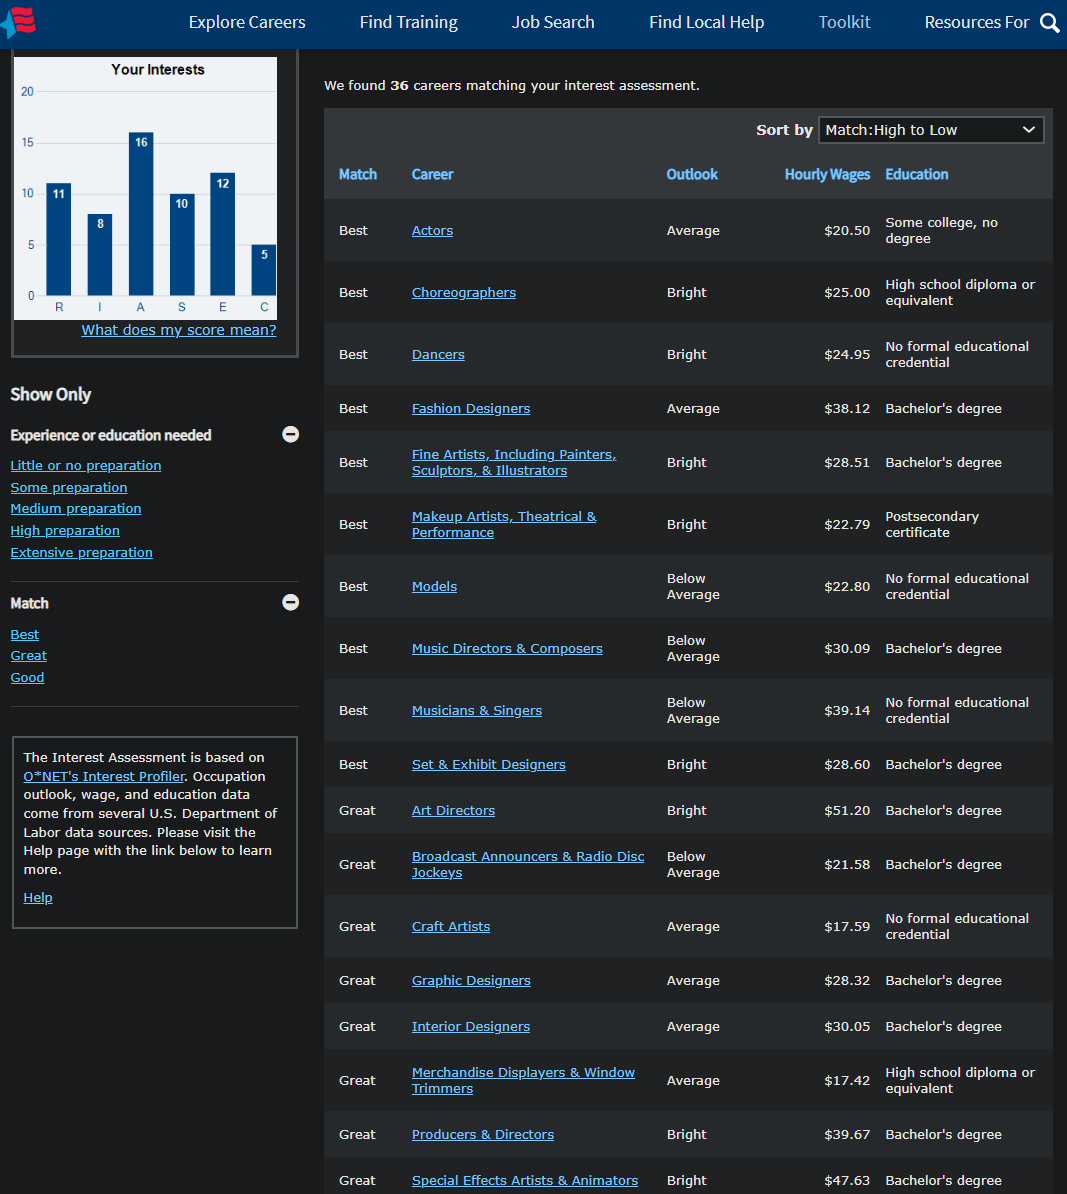 Explore Careers Find Training Job Search Find Local Help Toolkit Resources For
Your Interests
20
15
10
5
0
11
8
16
10
12
5
R I A S E C
What does my score mean?
Show Only
Experience or education needed
Little or no preparation
Some preparation
Medium preparation
High preparation
Extensive preparation
Match
Best
Great
Good
The Interest Assessment is based on
O*NET's Interest Profiler. Occupation
outlook, wage, and education data
come from several U.S. Department of
Labor data sources. Please visit the
Help page with the link below to learn
more.
Help
We found 36 careers matching your interest assessment.
Sort by Match:High to Low
Match Career Outlook Hourly Wages Education
Best Actors Average $20.50 Some college, no
degree
Best Choreographers Bright $25.00 High school diploma or
equivalent
Best Dancers Bright $24.95 No formal educational
credential
Best Fashion Designers Average $38.12 Bachelor's degree
Best Fine Artists, Including Painters,
Sculptors, & Illustrators Bright $28.51 Bachelor's degree
Best Makeup Artists, Theatrical &
Performance Bright $22.79 Postsecondary
certificate
Best Models Below
Average $22.80 No formal educational
credential
Best Music Directors & Composers Below
Average $30.09 Bachelor's degree
Best Musicians & Singers Below
Average $39.14 No formal educational
credential
Best Set & Exhibit Designers Bright $28.60 Bachelor's degree
Great Art Directors Bright $51.20 Bachelor's degree
Great Broadcast Announcers & Radio Disc
Jockeys Below
Average $21.58 Bachelor's degree
Great Craft Artists Average $17.59 No formal educational
credential
Great Graphic Designers Average $28.32 Bachelor's degree
Great Interior Designers Average $30.05 Bachelor's degree
Great Merchandise Displayers & Window
Trimmers Average $17.42 High school diploma or
equivalent
Great Producers & Directors Bright $39.67 Bachelor's degree
Great Special Effects Artists & Animators Bright $47.63 Bachelor's degree